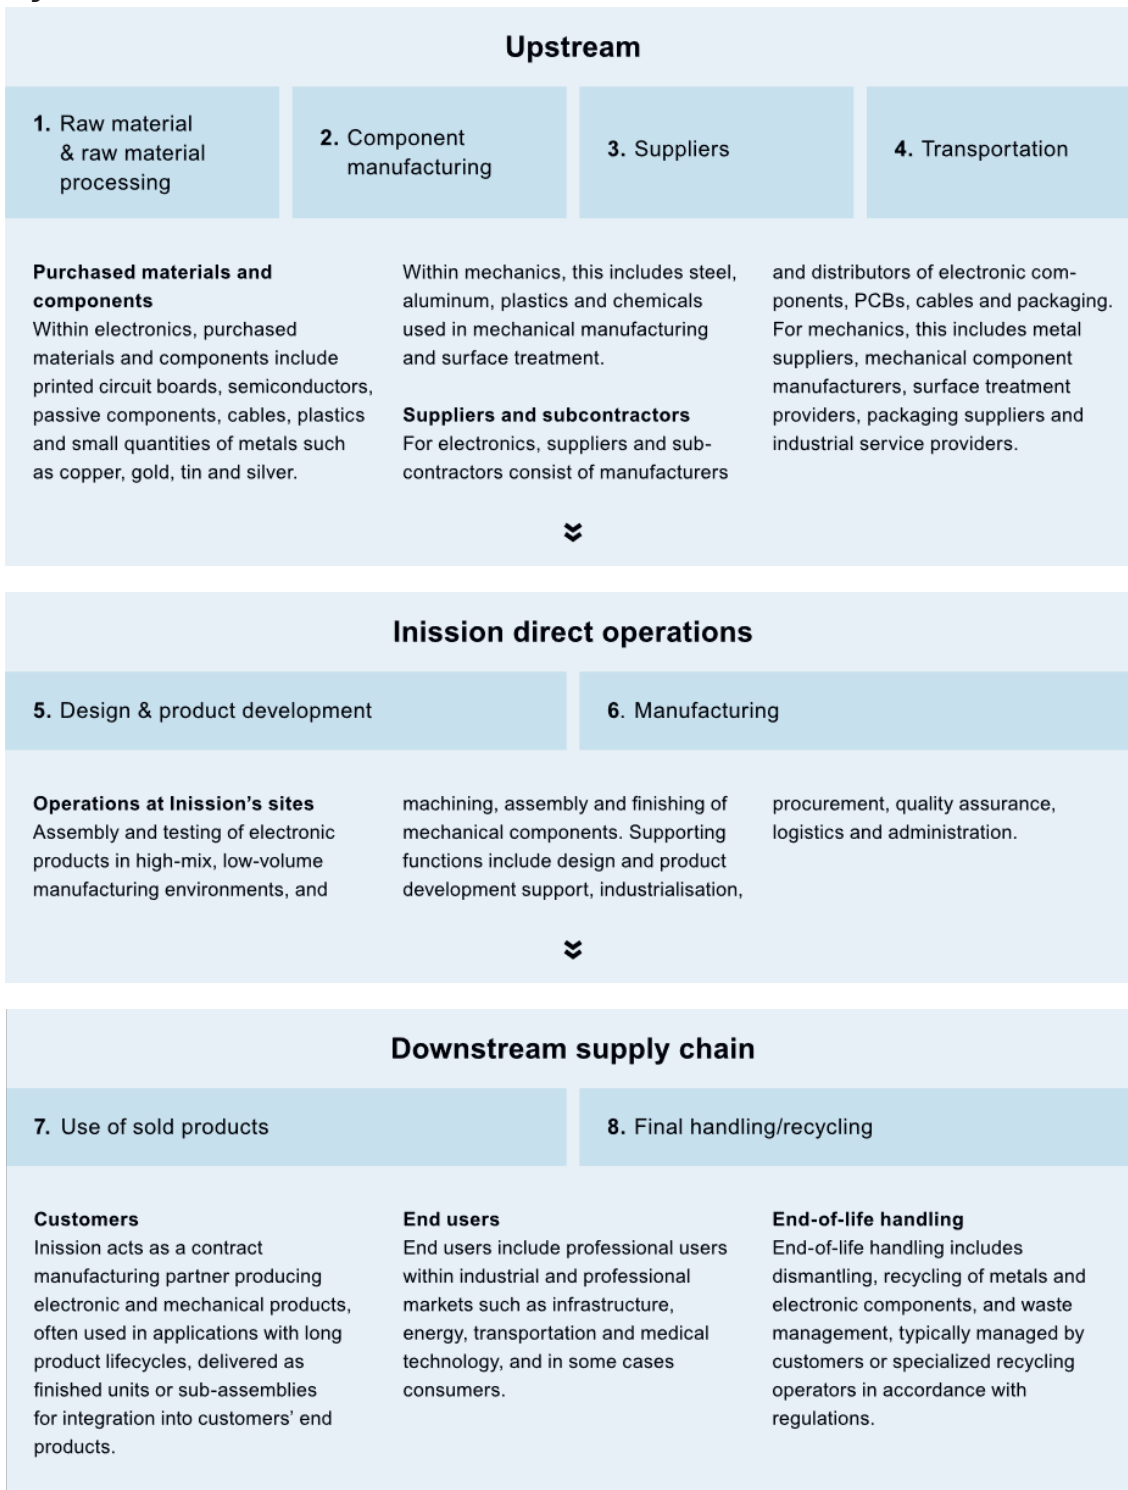 Upstream
1. Raw material
& raw material
processing
2. Component
manufacturing
3. Suppliers
4. Transportation
Purchased materials and
components
Within electronics, purchased
materials and components include
printed circuit boards, semiconductors,
passive components, cables, plastics
and small quantities of metals such
as copper, gold, tin and silver.
Within mechanics, this includes steel,
aluminum, plastics and chemicals
used in mechanical manufacturing
and surface treatment.
Suppliers and subcontractors
For electronics, suppliers and sub-
contractors consist of manufacturers
and distributors of electronic com-
ponents, PCBs, cables and packaging.
For mechanics, this includes metal
suppliers, mechanical component
manufacturers, surface treatment
providers, packaging suppliers and
industrial service providers.
Inission direct operations
5. Design & product development
6. Manufacturing
Operations at Inission’s sites
Assembly and testing of electronic
products in high-mix, low-volume
manufacturing environments, and
machining, assembly and finishing of
mechanical components. Supporting
functions include design and product
development support, industrialisation,
procurement, quality assurance,
logistics and administration.
Downstream supply chain
7. Use of sold products
8. Final handling/recycling
Customers
Inission acts as a contract
manufacturing partner producing
electronic and mechanical products,
often used in applications with long
product lifecycles, delivered as
finished units or sub-assemblies
for integration into customers’ end
products.
End users
End users include professional users
within industrial and professional
markets such as infrastructure,
energy, transportation and medical
technology, and in some cases
consumers.
End-of-life handling
End-of-life handling includes
dismantling, recycling of metals and
electronic components, and waste
management, typically managed by
customers or specialized recycling
operators in accordance with
regulations.